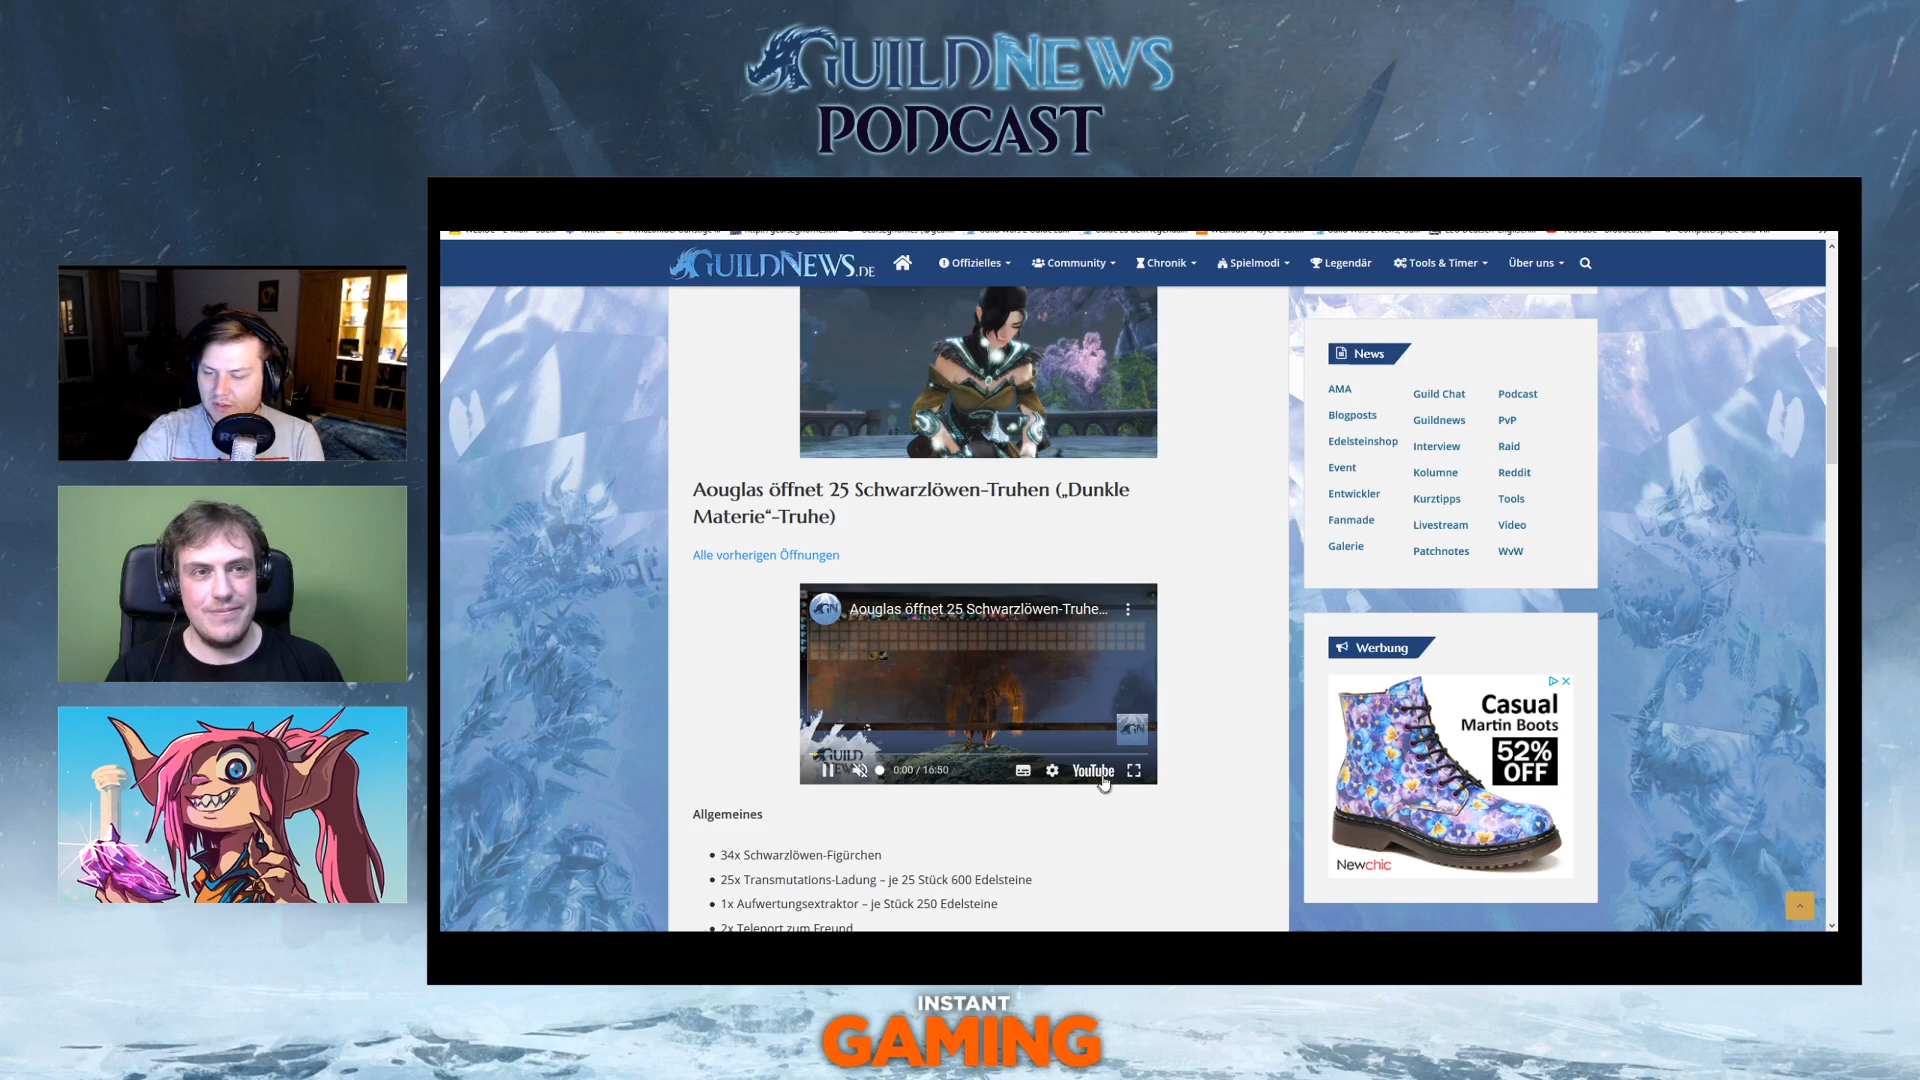 GUILDNEWS
PODCAST
GUILDNEWS.DE
Offizielles
Community
Chronik
Spielmodi
Legendär
Tools & Timer
Über uns
Aouglas öffnet 25 Schwarzlöwen-Truhen („Dunkle
Materie“-Truhe)
Alle vorherigen Öffnungen
Aouglas öffnet 25 Schwarzlöwen-Truhe...
GUILD
0:00 / 16:50
YouTube
Allgemeines
34x Schwarzlöwen-Figürchen
25x Transmutations-Ladung – je 25 Stück 600 Edelsteine
1x Aufwertungsextraktor – je Stück 250 Edelsteine
2x Teleport zum Freund
News
AMA
Blogposts
Edelsteinshop
Event
Entwickler
Fanmade
Galerie
Guild Chat
Guildnews
Interview
Kolumne
Kurztipps
Livestream
Patchnotes
Podcast
PvP
Raid
Reddit
Tools
Video
WvW
Werbung
Casual
Martin Boots
52%
OFF
Newchic
INSTANT
GAMING